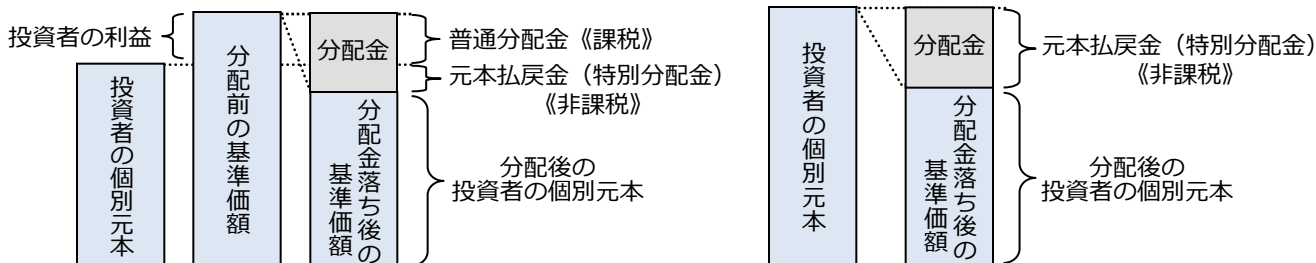 投資者の利益
投資者の個別元本
分配前の基準価額
分配金
分配金落ち後の
基準価額
普通分配金《課税》
元本払戻金（特別分配金）
《非課税》
分配後の
投資者の個別元本
投資者の個別元本
分配金
分配金落ち後の
基準価額
元本払戻金（特別分配金）
《非課税》
分配後の
投資者の個別元本